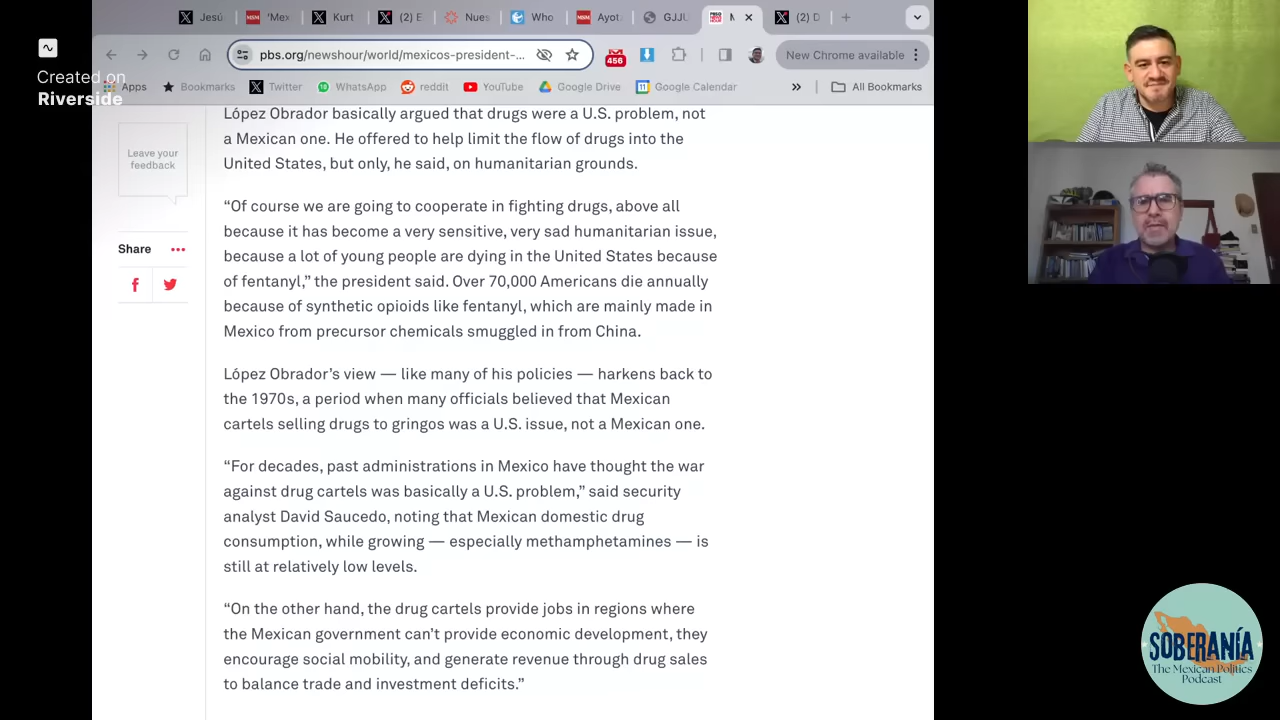 Jesú
'Mex
Kurt
(2) E
Nues
Who
Ayot
GJJU
M
(2) D
pbs.org/newshour/world/mexicos-president-...
456
New Chrome available
Created on
Riverside
Apps
Bookmarks
Twitter
WhatsApp
reddit
YouTube
Google Drive
Google Calendar
All Bookmarks
López Obrador basically argued that drugs were a U.S. problem, not
a Mexican one. He offered to help limit the flow of drugs into the
United States, but only, he said, on humanitarian grounds.
Leave your
feedback
Share
“Of course we are going to cooperate in fighting drugs, above all
because it has become a very sensitive, very sad humanitarian issue,
because a lot of young people are dying in the United States because
of fentanyl,” the president said. Over 70,000 Americans die annually
because of synthetic opioids like fentanyl, which are mainly made in
Mexico from precursor chemicals smuggled in from China.
López Obrador’s view — like many of his policies — harkens back to
the 1970s, a period when many officials believed that Mexican
cartels selling drugs to gringos was a U.S. issue, not a Mexican one.
“For decades, past administrations in Mexico have thought the war
against drug cartels was basically a U.S. problem,” said security
analyst David Saucedo, noting that Mexican domestic drug
consumption, while growing — especially methamphetamines — is
still at relatively low levels.
“On the other hand, the drug cartels provide jobs in regions where
the Mexican government can’t provide economic development, they
encourage social mobility, and generate revenue through drug sales
to balance trade and investment deficits.”
SOBERANÍA
The Mexican Politics
Podcast